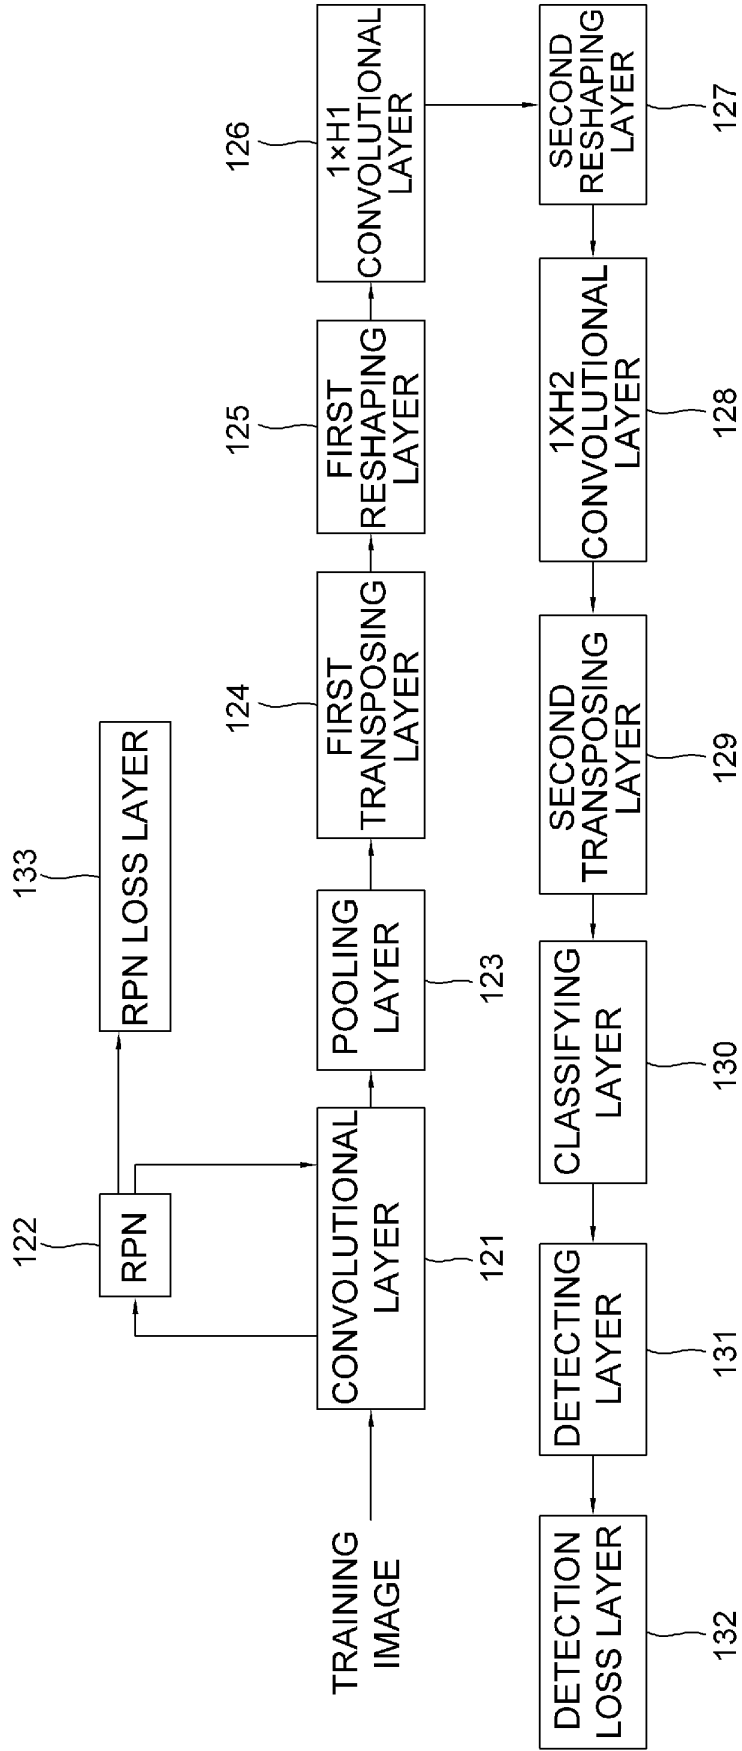 133
RPN LOSS LAYER
122
RPN
TRAINING
IMAGE
CONVOLUTIONAL
LAYER
121
POOLING
LAYER
123
124
FIRST
TRANSPOSING
LAYER
125
FIRST
RESHAPING
LAYER
126
1×H1
CONVOLUTIONAL
LAYER
SECOND
RESHAPING
LAYER
127
1XH2
CONVOLUTIONAL
LAYER
128
SECOND
TRANSPOSING
LAYER
129
CLASSIFYING
LAYER
130
DETECTING
LAYER
131
DETECTION
LOSS LAYER
132